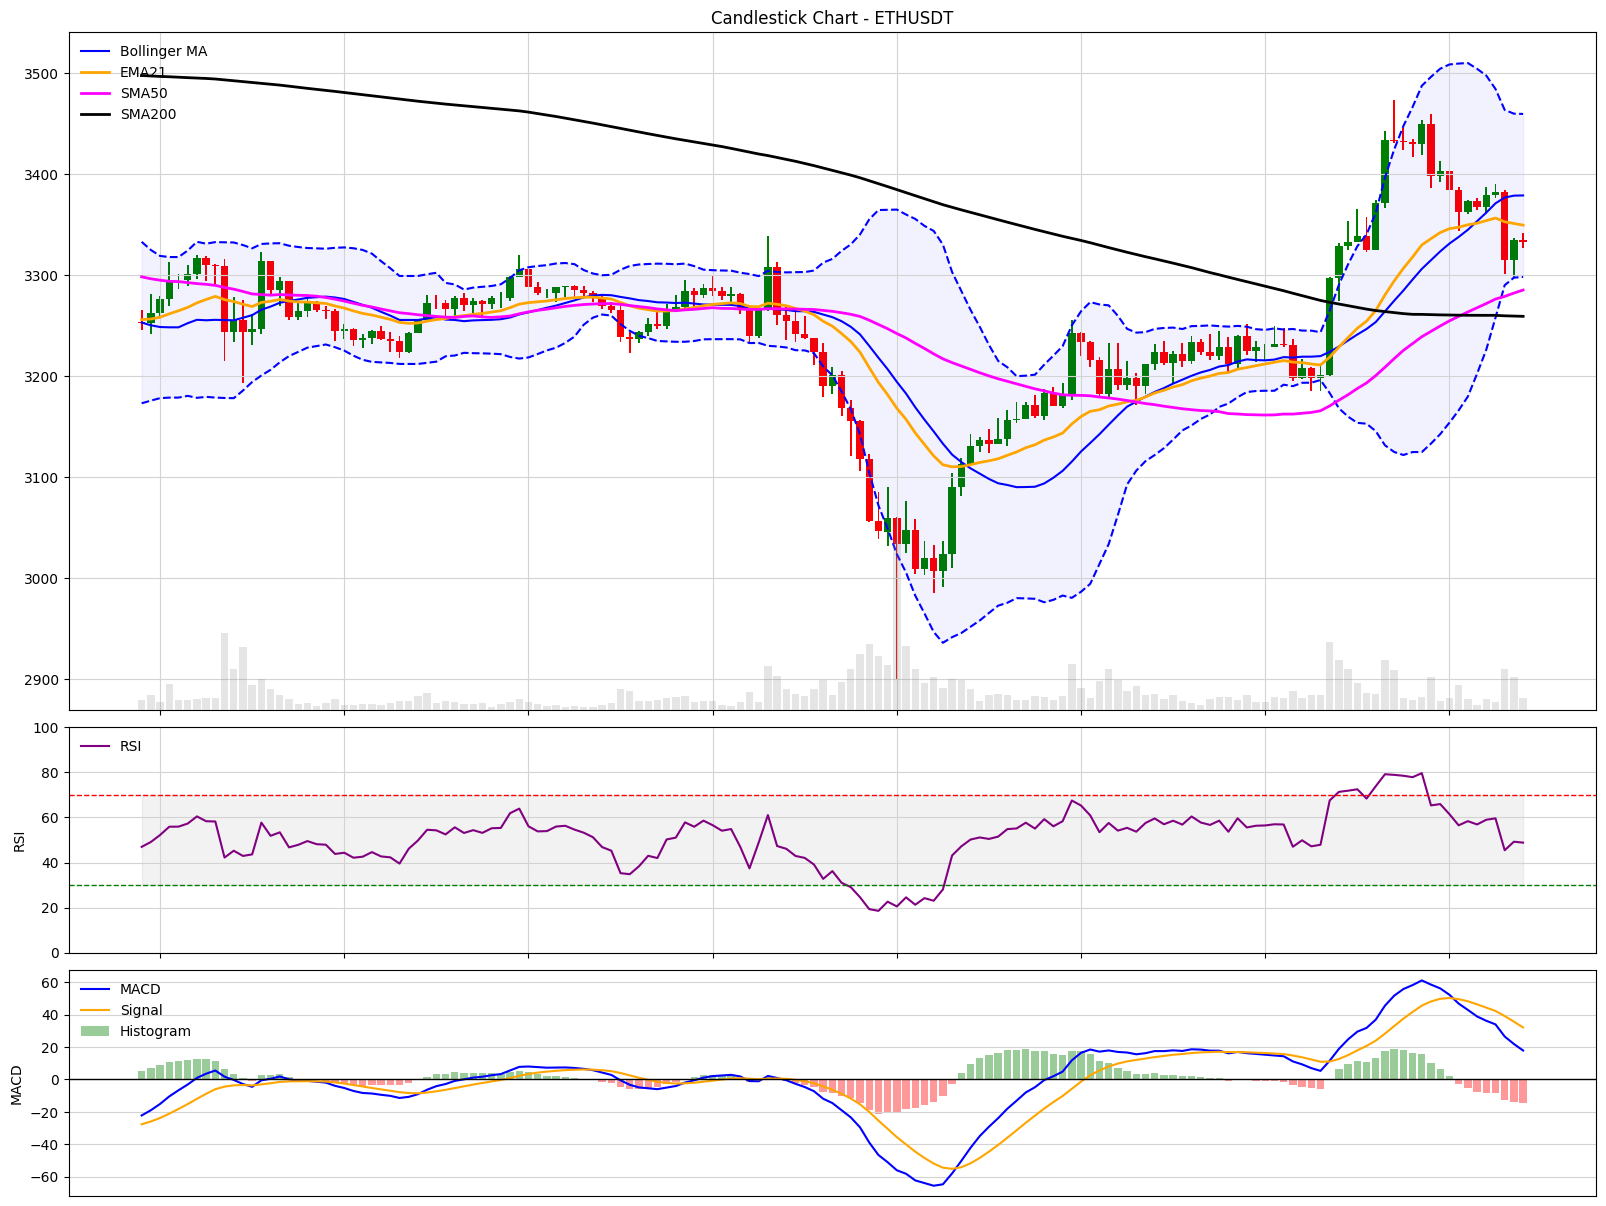 Candlestick Chart - ETHUSDT
Bollinger MA
EMA21
SMA50
SMA200
3500
3400
3300
3200
3100
3000
2900
RSI
100
80
60
40
20
0
RSI
MACD
Signal
Histogram
60
40
20
0
−20
−40
−60
MACD